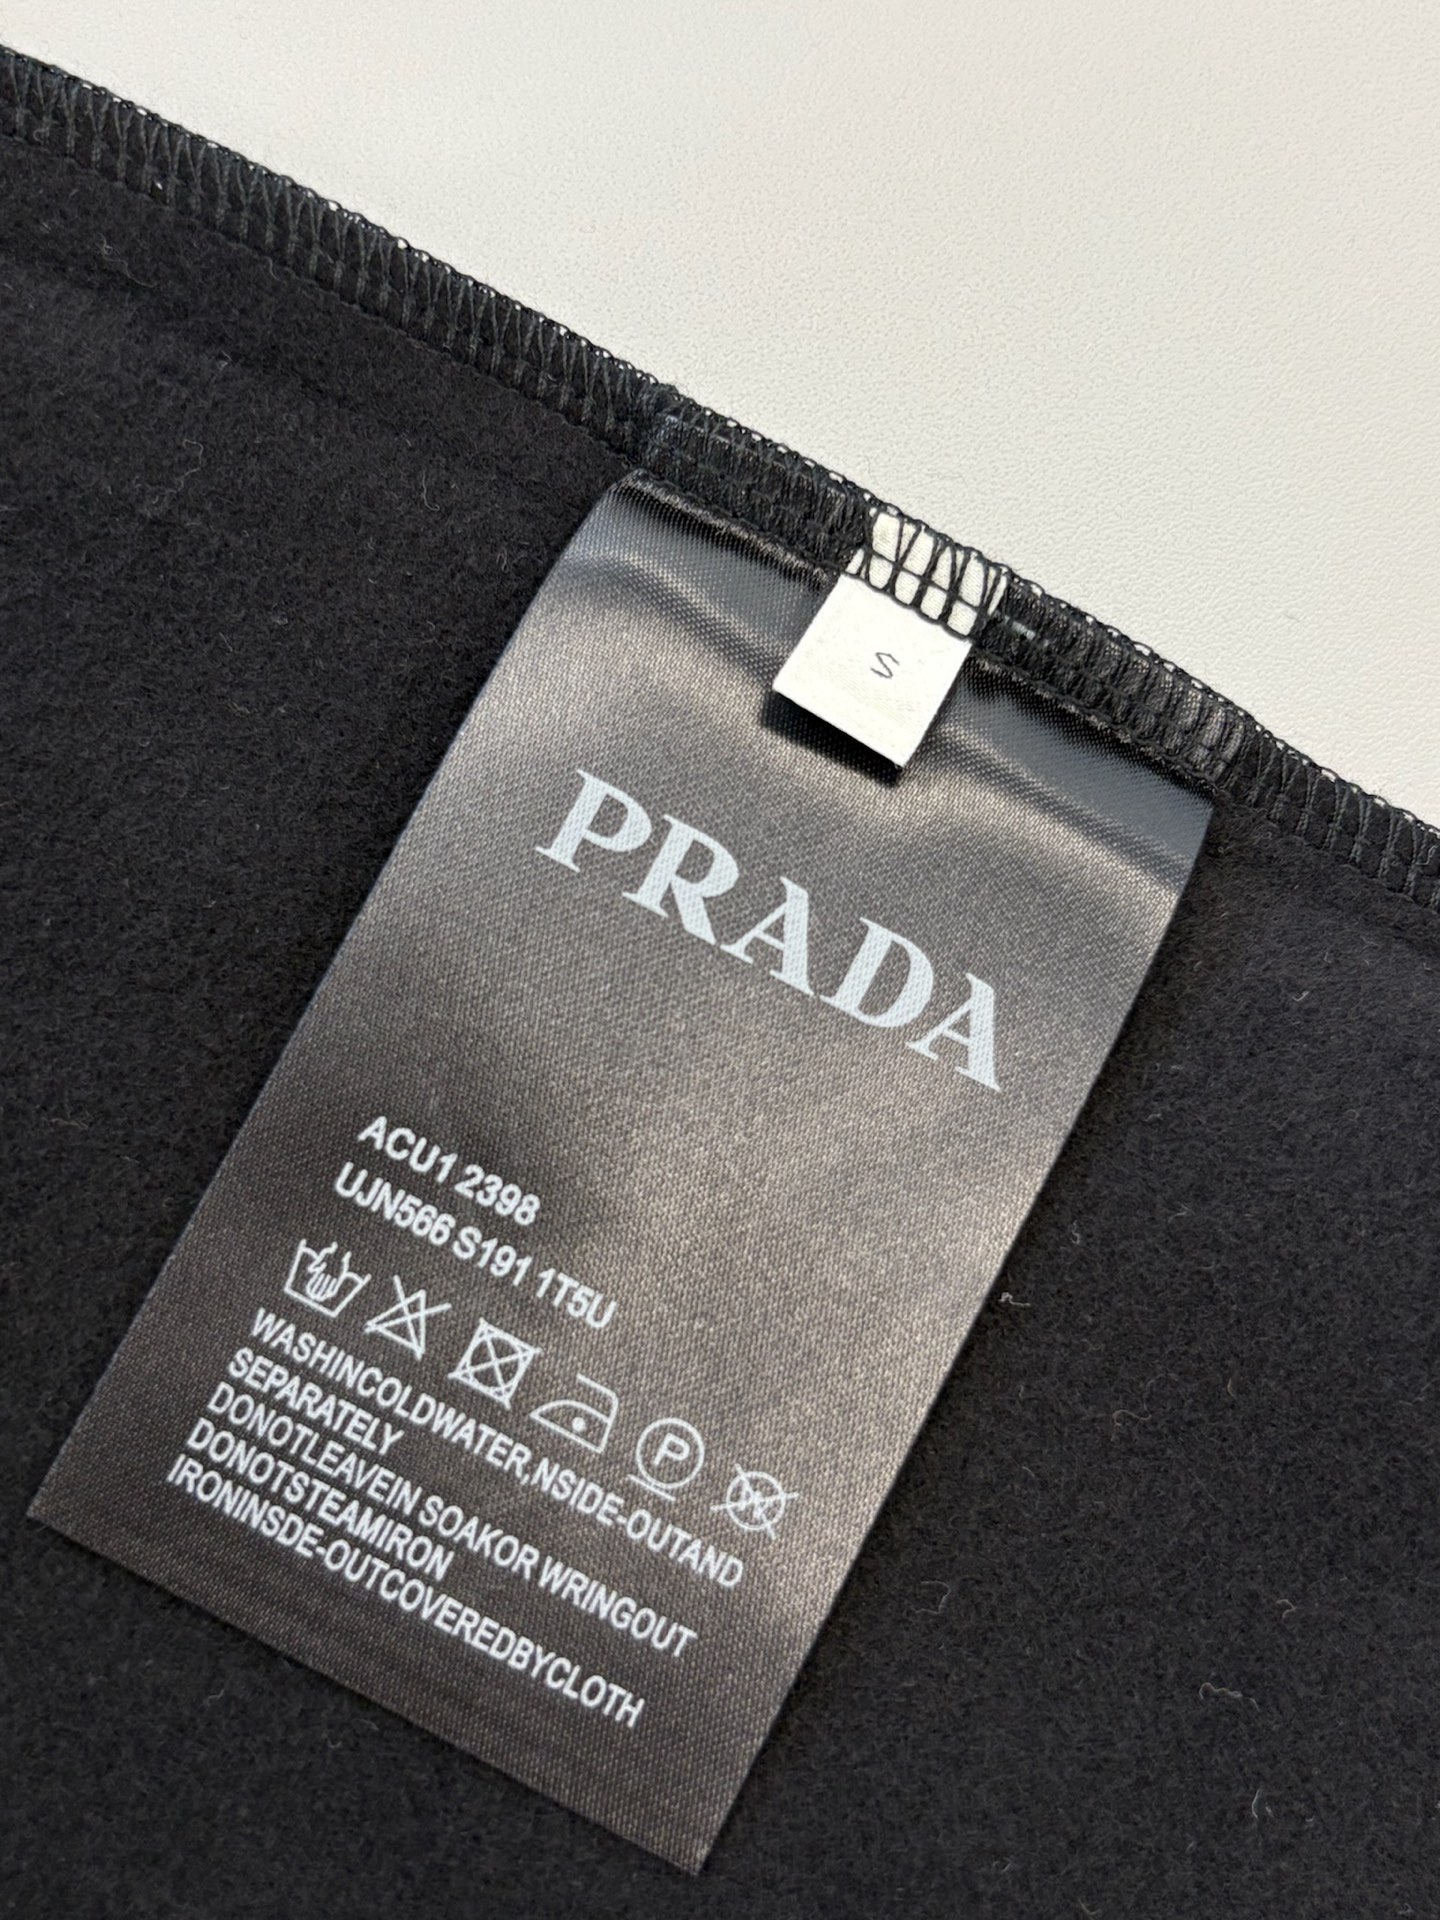 S
PRADA
ACU1 2398
UJN566 S191 1T5U
P
W
WASHINCOLDWATER,NSIDE-OUTAND
SEPARATELY
DONOTLEAVEIN SOAKOR WRINGOUT
DONOTSTEAMIRON
IRONINSDE-OUTCOVEREDBYCLOTH